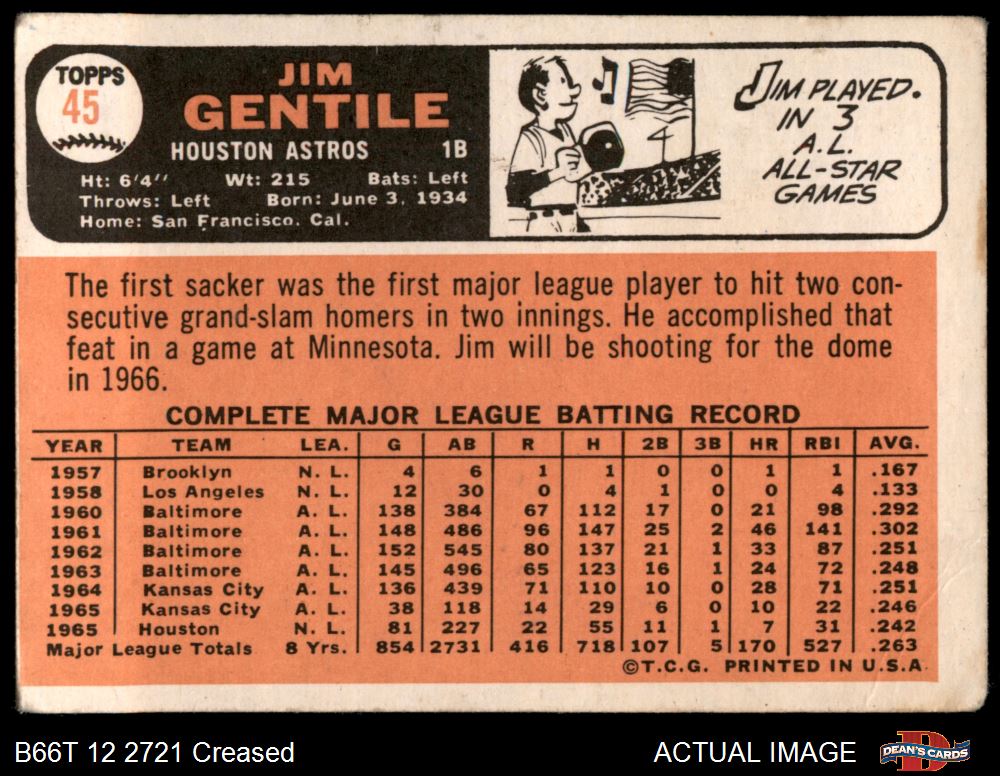 TOPPS
45
JIM
GENTILE
HOUSTON ASTROS 1B
Ht: 6'4" Wt: 215 Bats: Left
Throws: Left Born: June 3, 1934
Home: San Francisco, Cal.
4
JIM PLAYED
IN 3
A.L.
ALL-STAR
GAMES
The first sacker was the first major league player to hit two con-
secutive grand-slam homers in two innings. He accomplished that
feat in a game at Minnesota. Jim will be shooting for the dome
in 1966.
COMPLETE MAJOR LEAGUE BATTING RECORD
YEAR TEAM LEA. G AB R H 2B 3B HR RBI AVG.
1957 Brooklyn N. L. 4 6 1 1 0 0 1 1 .167
1958 Los Angeles N. L. 12 30 0 4 1 0 0 4 .133
1960 Baltimore A. L. 138 384 67 112 17 0 21 98 .292
1961 Baltimore A. L. 148 486 96 147 25 2 46 141 .302
1962 Baltimore A. L. 152 545 80 137 21 1 33 87 .251
1963 Baltimore A. L. 145 496 65 123 16 1 24 72 .248
1964 Kansas City A. L. 136 439 71 110 10 0 28 71 .251
1965 Kansas City A. L. 38 118 14 29 6 0 10 22 .246
1965 Houston N. L. 81 227 22 55 11 1 7 31 .242
Major League Totals 8 Yrs. 854 2731 416 718 107 5 170 527 .263
©T.C.G. PRINTED IN U.S.A.
B66T 12 2721 Creased
ACTUAL IMAGE
DEAN'S CARDS